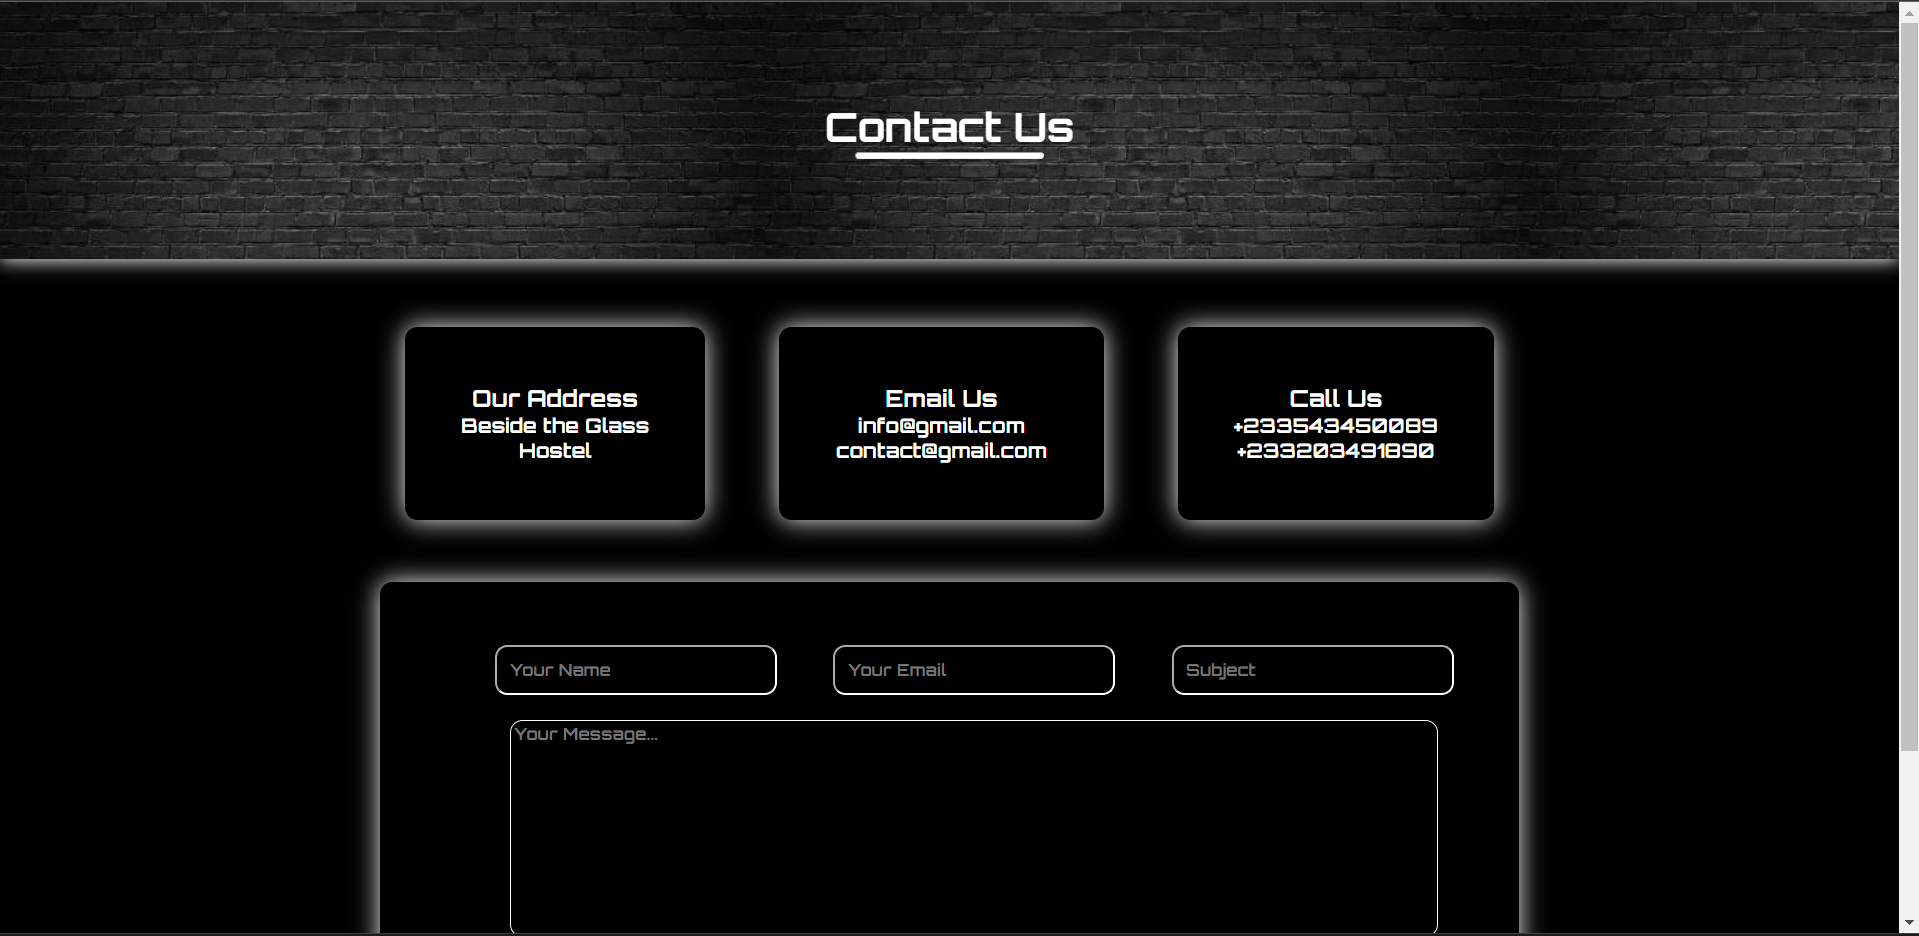 Contact Us
Our Address
Beside the Glass
Hostel
Email Us
info@gmail.com
contact@gmail.com
Call Us
+233543450089
+233203491890
Your Name
Your Email
Subject
Your Message...